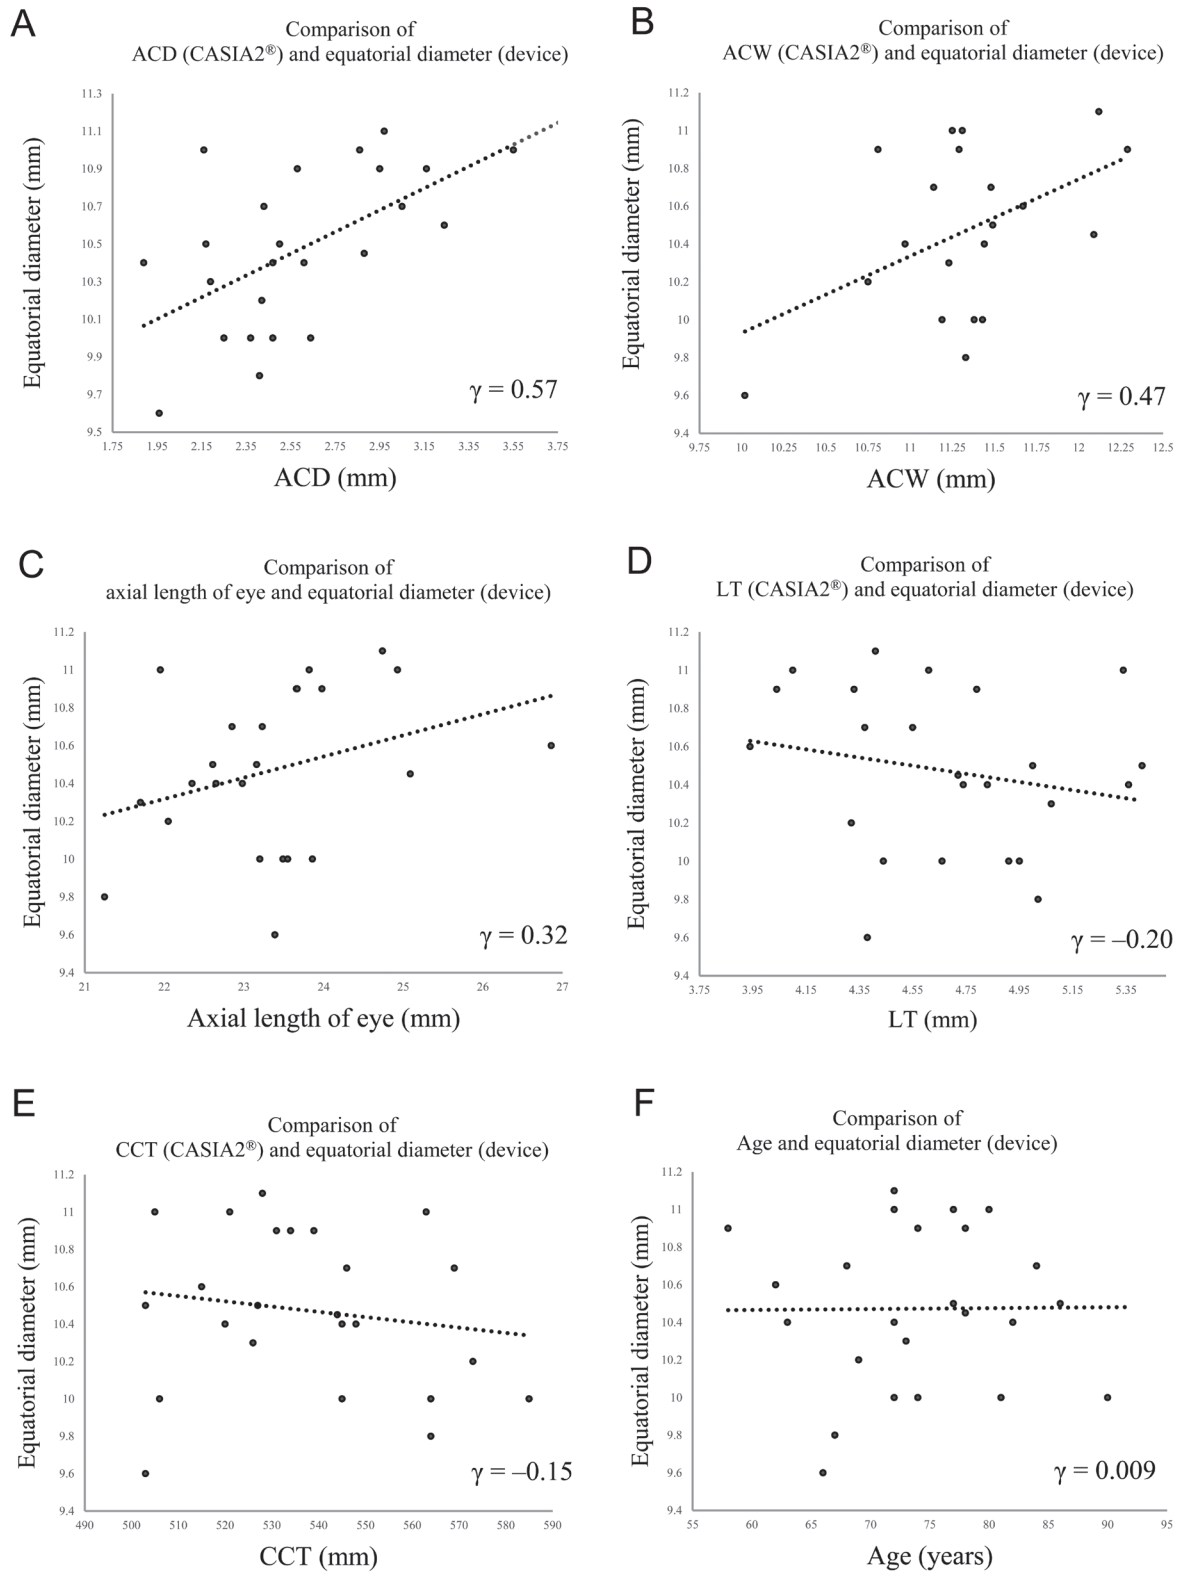 A
Comparison of
ACD (CASIA2®) and equatorial diameter (device)
Equatorial diameter (mm)
11.3
11.1
10.9
10.7
10.5
10.3
10.1
9.9
9.7
9.5
γ = 0.57
1.75 1.95 2.15 2.35 2.55 2.75 2.95 3.15 3.35 3.55 3.75
ACD (mm)
B
Comparison of
ACW (CASIA2®) and equatorial diameter (device)
Equatorial diameter (mm)
11.2
11
10.8
10.6
10.4
10.2
10
9.8
9.6
9.4
γ = 0.47
9.75 10 10.25 10.5 10.75 11 11.25 11.5 11.75 12 12.25 12.5
ACW (mm)
C
Comparison of
axial length of eye and equatorial diameter (device)
Equatorial diameter (mm)
11.2
11
10.8
10.6
10.4
10.2
10
9.8
9.6
9.4
γ = 0.32
21 22 23 24 25 26 27
Axial length of eye (mm)
D
Comparison of
LT (CASIA2®) and equatorial diameter (device)
Equatorial diameter (mm)
11.2
11
10.8
10.6
10.4
10.2
10
9.8
9.6
9.4
γ = –0.20
3.75 3.95 4.15 4.35 4.55 4.75 4.95 5.15 5.35
LT (mm)
E
Comparison of
CCT (CASIA2®) and equatorial diameter (device)
Equatorial diameter (mm)
11.2
11
10.8
10.6
10.4
10.2
10
9.8
9.6
9.4
γ = –0.15
490 500 510 520 530 540 550 560 570 580 590
CCT (mm)
F
Comparison of
Age and equatorial diameter (device)
Equatorial diameter (mm)
11.2
11
10.8
10.6
10.4
10.2
10
9.8
9.6
9.4
γ = 0.009
55 60 65 70 75 80 85 90 95
Age (years)